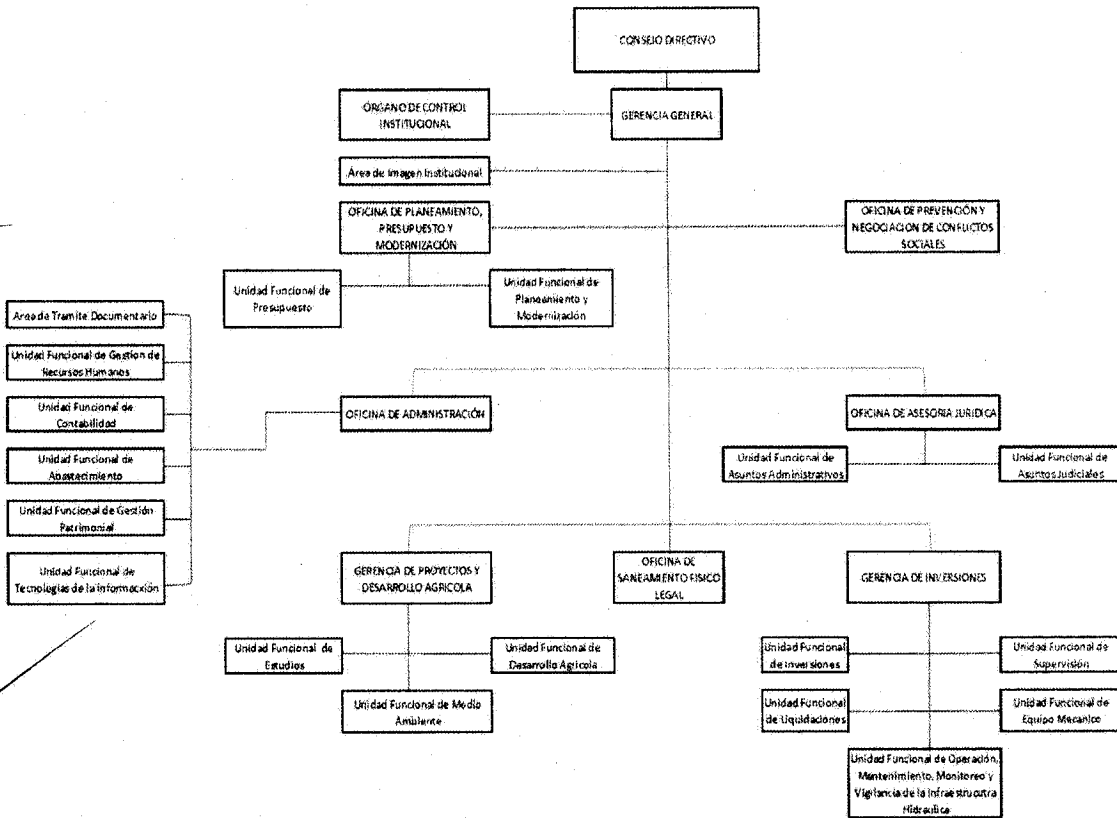 CONSEJO DIRECTIVO
ÓRGANO DE CONTROL
INSTITUCIONAL
GERENCIA GENERAL
Área de Imagen Institucional
OFICINA DE PLANEAMIENTO,
PRESUPUESTO Y
MODERNIZACIÓN
OFICINA DE PREVENCIÓN Y
NEGOCIACION DE CONFLICTOS
SOCIALES
Unidad Funcional de
Presupuesto
Unidad Funcional de
Planeamiento y
Modernización
Area de Tramite Documentario
Unidad Funcional de Gestion de
Recursos Humanos
Unidad Funcional de
Contabilidad
Unidad Funcional de
Abastecimiento
Unidad Funcional de Gestión
Patrimonial
Unidad Funcional de
Tecnologías de la informacxión
OFICINA DE ADMINISTRACIÓN
OFICINA DE ASESORIA JURIDICA
Unidad Funcional de
Asuntos Administrativos
Unidad Funcional de
Asuntos Judiciales
GERENCIA DE PROYECTOS Y
DESARROLLO AGRICOLA
OFICINA DE
SANEAMIENTO FISICO
LEGAL
GERENCIA DE INVERSIONES
Unidad Funcional de
Estudios
Unidad Funcional de
Desarrollo Agricola
Unidad Funcional de Medio
Ambiente
Unidad Funcional
de Inversiones
Unidad Funcional de
Supervisión
Unidad Funcional
de Liquidaciones
Unidad Funcional de
Equipo Mecanico
Unidad Funcional de Operación,
Mantenimiento, Monitoreo y
Vigilancia de la Infraestrucutra
Hidraulica